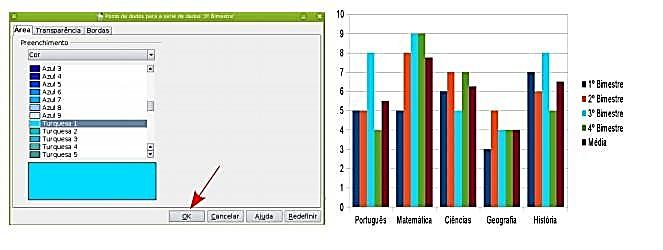 Ponto de dados para a série de dados '3º Bimestre'
Área Transparência Bordas
Preenchimento
Cor
Azul 3
Azul 4
Azul 5
Azul 6
Azul 7
Azul 8
Azul 9
Turquesa 1
Turquesa 2
Turquesa 3
Turquesa 4
Turquesa 5
OK Cancelar Ajuda Redefinir
10
9
8
7
6
5
4
3
2
1
0
Português Matemática Ciências Geografia História
1º Bimestre
2º Bimestre
3º Bimestre
4º Bimestre
Média